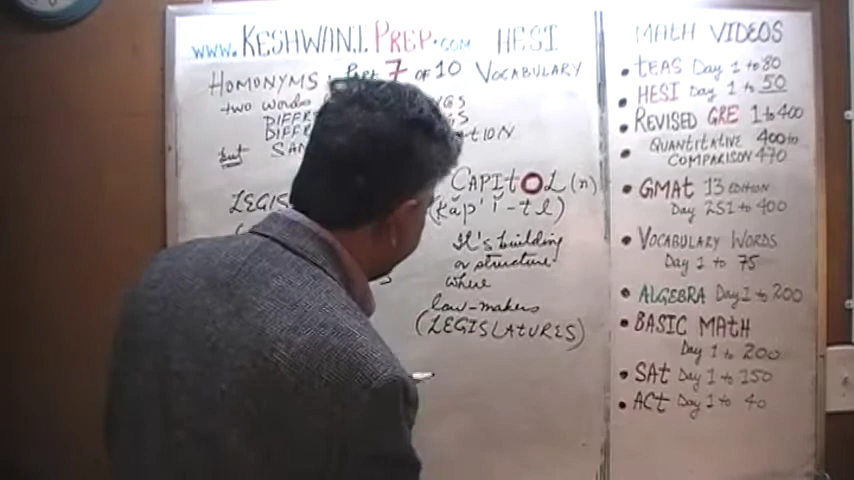 www.KESHWANI PREP.com HESI
HOMONYMS: Part 7 OF 10 VOCABULARY
two words
DIFFR
DIFFR
but SAM
CAPItOL (n)
(kăp' ĭ-tl)
It's building
or structure
where
law-makers
(LEGISLATURES)
MATH VIDEOS
• tEAS Day 1 to 80
• HESI Day 1 to 50
• REVISED GRE 1 to 400
• QUANTITATIVE 400 to
COMPARISON 470
• GMAt 13 EDITION
Day 251 to 400
• VOCABULARY WORDS
Day 1 to 75
• ALGEBRA Day 1 to 200
• BASIC MATH
Day 1 to 200
• SAt Day 1 to 150
• ACt Day 1 to 40